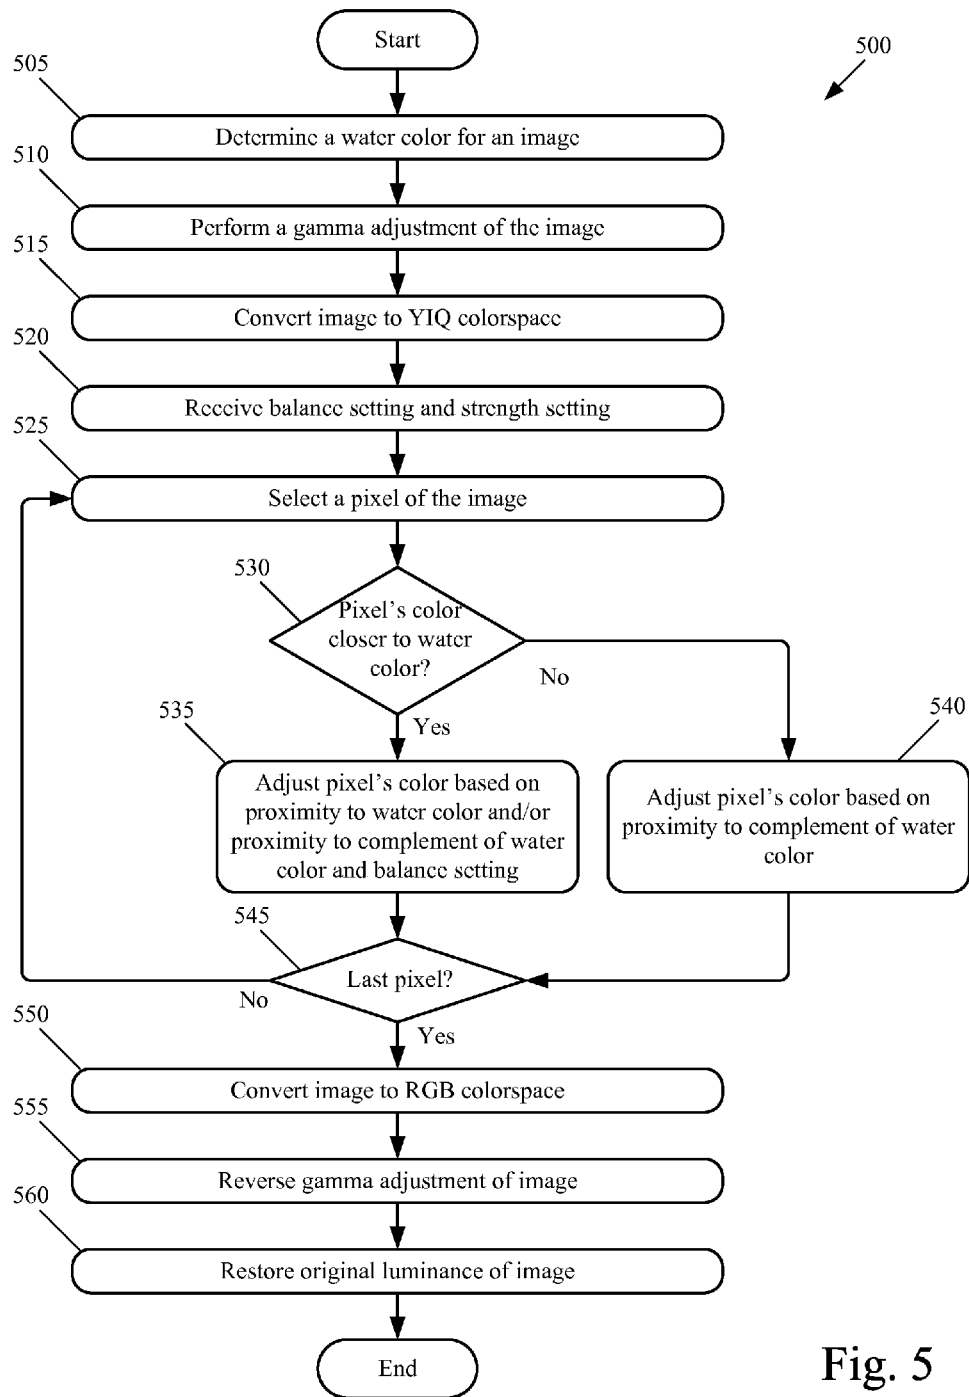 Start
500
505
Determine a water color for an image
510
Perform a gamma adjustment of the image
515
Convert image to YIQ colorspace
520
Receive balance setting and strength setting
525
Select a pixel of the image
530
Pixel's color
closer to water
color?
No
Yes
535
Adjust pixel's color based on
proximity to water color and/or
proximity to complement of water
color and balance setting
540
Adjust pixel's color based on
proximity to complement of water
color
545
Last pixel?
No
Yes
550
Convert image to RGB colorspace
555
Reverse gamma adjustment of image
560
Restore original luminance of image
End
Fig. 5